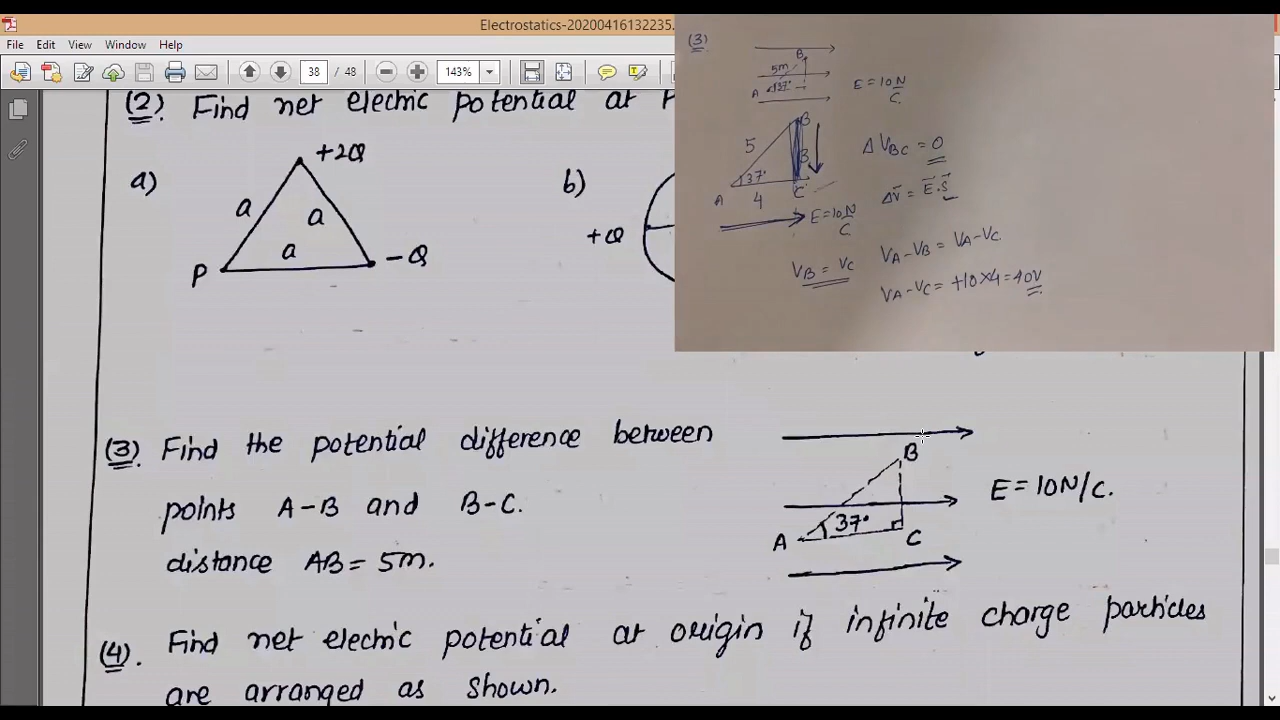 Electrostatics-20200416132235.
File Edit View Window Help
38 / 48 143%
(2). Find net electric potential at P
a)
+2Q
a
a
a
P
-Q
b)
+Q
(3)
B
5m
37°
A
E = 10 N/C
B
5
3
37°
A
4
C
E = 10 N/C
ΔV_BC = 0
ΔV = E⃗.S⃗
V_B = V_C
V_A - V_B = V_A - V_C
V_A - V_C = +10×4 = 40V
(3). Find the potential difference between
points A-B and B-C.
distance AB = 5m.
B
37°
A
C
E = 10N/C.
(4). Find net electric potential at origin if infinite charge particles
are arranged as shown.